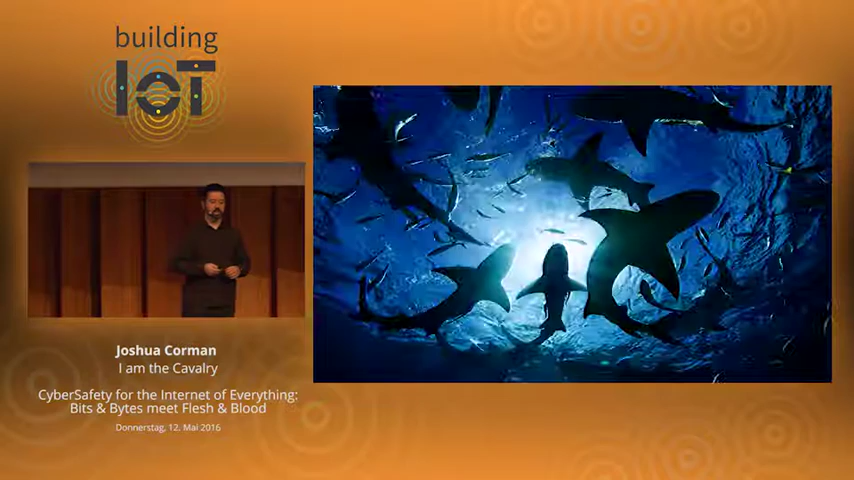 building
IoT
Joshua Corman
I am the Cavalry
CyberSafety for the Internet of Everything:
Bits & Bytes meet Flesh & Blood
Donnerstag, 12. Mai 2016